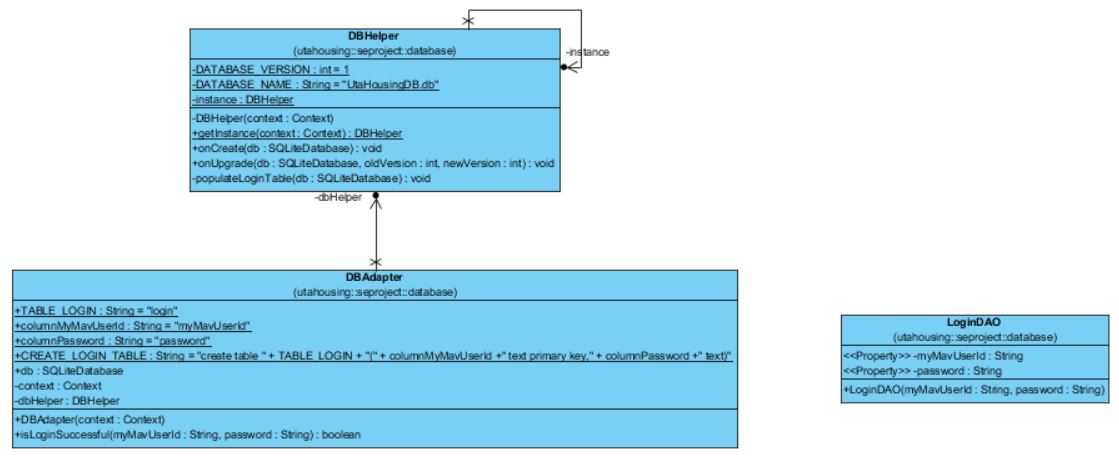 DBHelper
(utahousing::seproject::database)
-instance
-DATABASE_VERSION : int = 1
-DATABASE_NAME : String = "UtaHousingDB.db"
-instance : DBHelper
-DBHelper(context : Context)
+getInstance(context : Context) : DBHelper
+onCreate(db : SQLiteDatabase) : void
+onUpgrade(db : SQLiteDatabase, oldVersion : int, newVersion : int) : void
-populateLoginTable(db : SQLiteDatabase) : void
-dbHelper
DBAdapter
(utahousing::seproject::database)
+TABLE_LOGIN : String = "login"
+columnMyMavUserId : String = "myMavUserId"
+columnPassword : String = "password"
+CREATE_LOGIN_TABLE : String = "create table " + TABLE_LOGIN + "(" + columnMyMavUserId +" text primary key," + columnPassword +" text)"
+db : SQLiteDatabase
-context : Context
-dbHelper : DBHelper
+DBAdapter(context : Context)
+isLoginSuccessful(myMavUserId : String, password : String) : boolean
LoginDAO
(utahousing::seproject::database)
<<Property>> -myMavUserId : String
<<Property>> -password : String
+LoginDAO(myMavUserId : String, password : String)